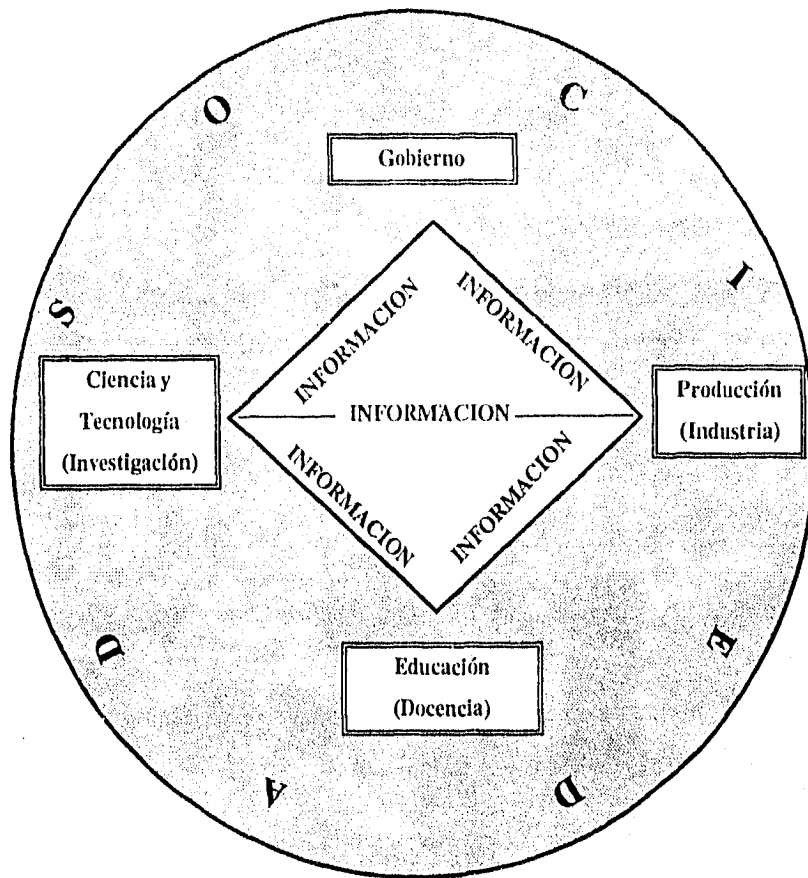 S O C I E D A D
Gobierno
INFORMACION
INFORMACION
Ciencia y
Tecnología
(Investigación)
INFORMACION
Producción
(Industria)
INFORMACION
INFORMACION
Educación
(Docencia)